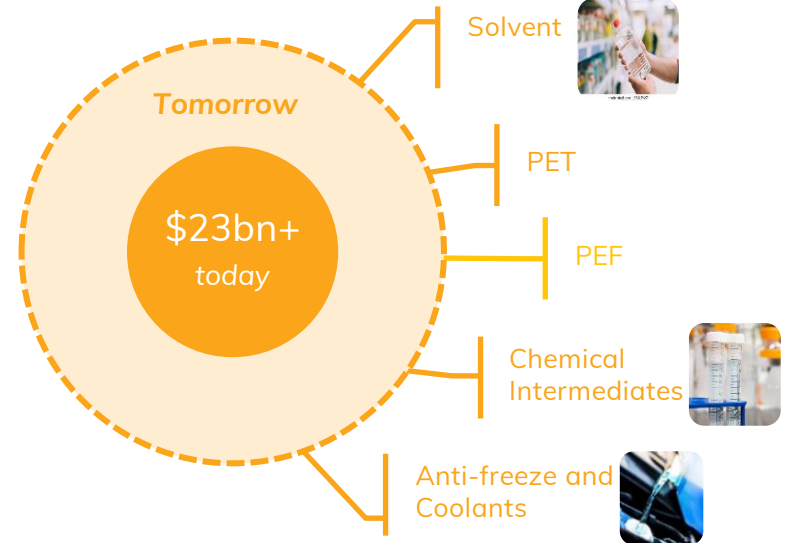 Solvent
Tomorrow
PET
$23bn+
today
PEF
Chemical
Intermediates
Anti-freeze and
Coolants